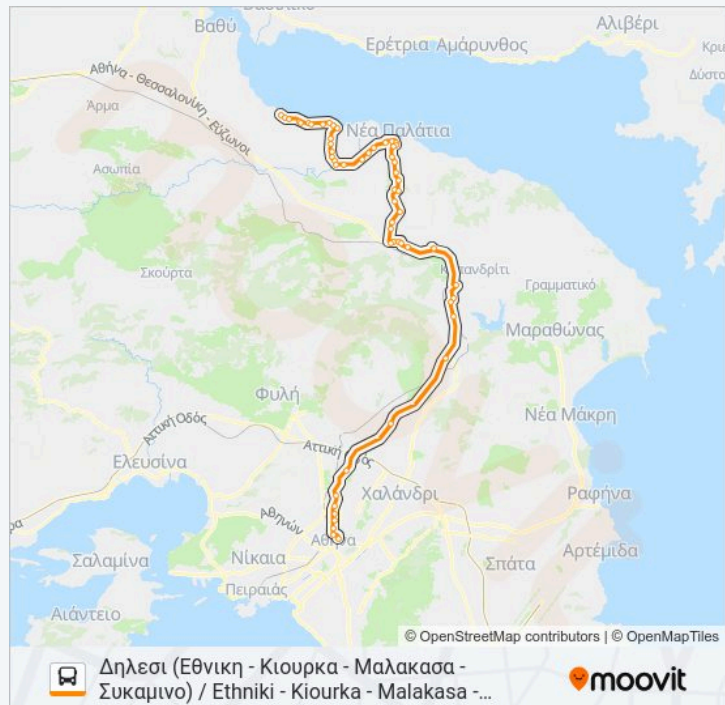 Βαθύ
Αλιβέρι
Ερέτρια Αμάρυνθος
Δύστο
Αθήνα - Θεσσαλονίκη - Εύζωνοι
Άρμα
Νέα Παλάτια
Ασωπία
Σκούρτα
Καπανδρίτι
Γραμματικό
Μαραθώνας
Φυλή
Νέα Μάκρη
Αττική Οδός
Αττική Οδός
Ελευσίνα
Χαλάνδρι
Ραφήνα
Αθηνών
Αθήνα
Νίκαια
Σπάτα
Αρτέμιδα
Σαλαμίνα
Πειραιάς
Αιάντειο
© OpenStreetMap contributors | © OpenMapTiles
Δηλεσι (Εθνικη - Κιουρκα - Μαλακασα -
Συκαμινο) / Ethniki - Kiourka - Malakasa -...
moovit